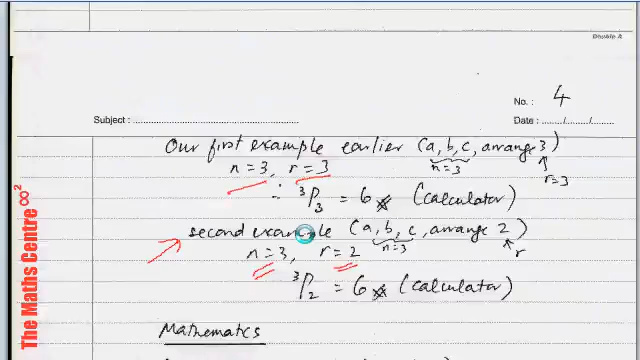 Double A
No. : 4
Subject : Date: / /
Our first example earlier (a, b, c, arrange 3)
n=3
n = 3, r = 3
r=3
∴ ³P₃ = 6 (calculator)
second example (a, b, c, arrange 2)
n=3
r
n = 3, r = 2
³P₂ = 6 (calculator)
Mathematics
The Maths Centre ∞²